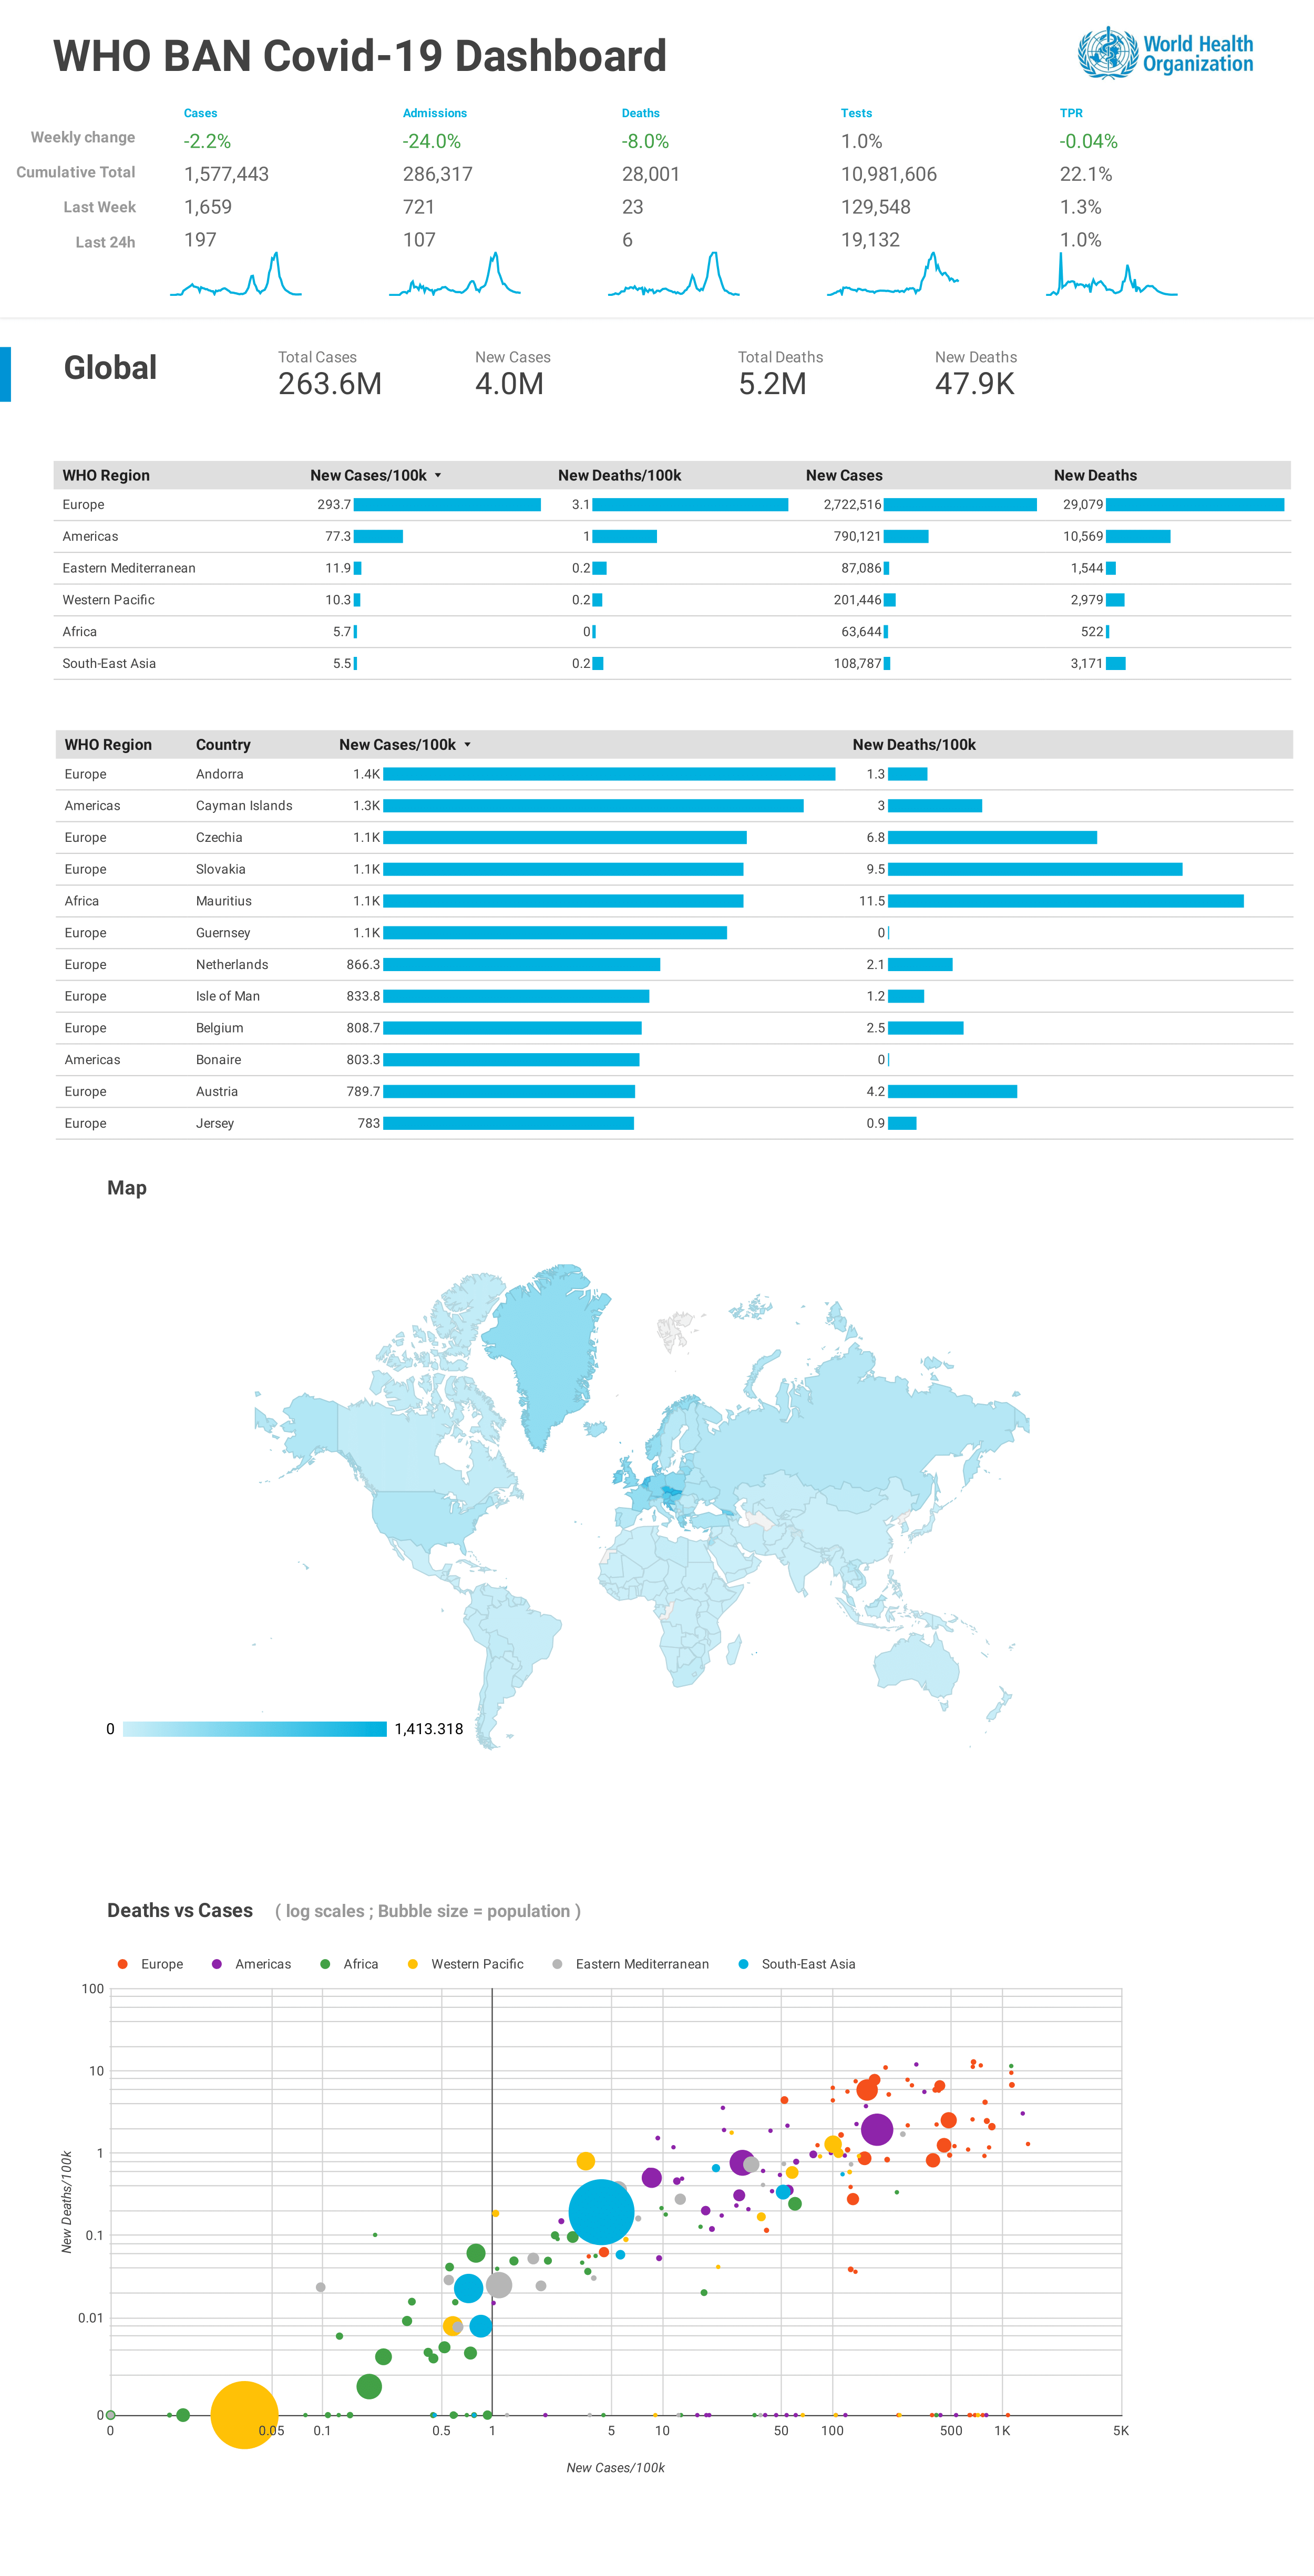 WHO BAN Covid-19 Dashboard
World Health
Organization
Cases Admissions Deaths Tests TPR
Weekly change -2.2% -24.0% -8.0% 1.0% -0.04%
Cumulative Total 1,577,443 286,317 28,001 10,981,606 22.1%
Last Week 1,659 721 23 129,548 1.3%
Last 24h 197 107 6 19,132 1.0%
Global
Total Cases New Cases Total Deaths New Deaths
263.6M 4.0M 5.2M 47.9K
WHO Region New Cases/100k New Deaths/100k New Cases New Deaths
Europe 293.7 3.1 2,722,516 29,079
Americas 77.3 1 790,121 10,569
Eastern Mediterranean 11.9 0.2 87,086 1,544
Western Pacific 10.3 0.2 201,446 2,979
Africa 5.7 0 63,644 522
South-East Asia 5.5 0.2 108,787 3,171
WHO Region Country New Cases/100k New Deaths/100k
Europe Andorra 1.4K 1.3
Americas Cayman Islands 1.3K 3
Europe Czechia 1.1K 6.8
Europe Slovakia 1.1K 9.5
Africa Mauritius 1.1K 11.5
Europe Guernsey 1.1K 0
Europe Netherlands 866.3 2.1
Europe Isle of Man 833.8 1.2
Europe Belgium 808.7 2.5
Americas Bonaire 803.3 0
Europe Austria 789.7 4.2
Europe Jersey 783 0.9
Map
0 1,413.318
Deaths vs Cases ( log scales ; Bubble size = population )
Europe Americas Africa Western Pacific Eastern Mediterranean South-East Asia
100
10
1
0.1
0.01
0
New Deaths/100k
0 0.05 0.1 0.5 1 5 10 50 100 500 1K 5K
New Cases/100k